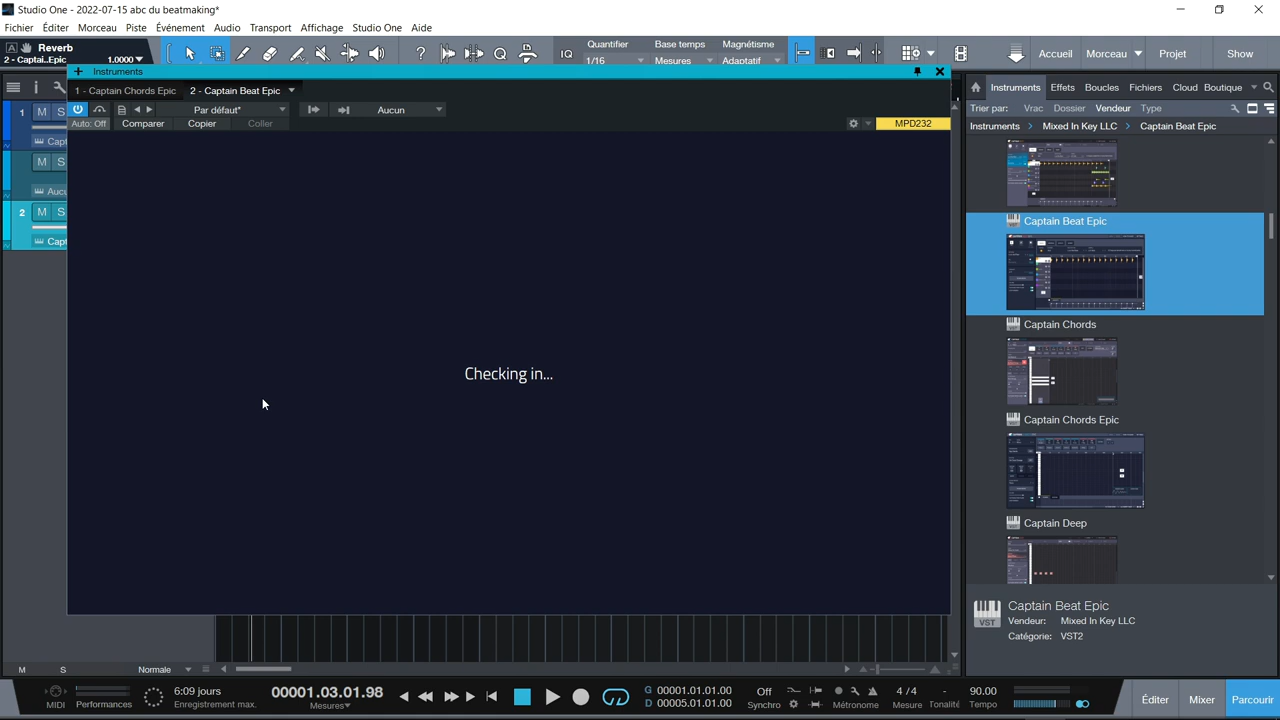 Studio One - 2022-07-15 abc du beatmaking*
Fichier Éditer Morceau Piste Événement Audio Transport Affichage Studio One Aide
Reverb
2 - Captai..Epic 1.0000
IQ
Quantifier
1/16
Base temps
Mesures
Magnétisme
Adaptatif
Accueil Morceau Projet Show
Instruments
1 - Captain Chords Epic 2 - Captain Beat Epic
Par défaut* Aucun
Auto: Off Comparer Copier Coller MPD232
1 M S
Capt
M S
Aucu
2 M S
Capt
Checking in...
Instruments Effets Boucles Fichiers Cloud Boutique
Trier par: Vrac Dossier Vendeur Type
Instruments Mixed In Key LLC Captain Beat Epic
Captain Beat Epic
Captain Chords
Captain Chords Epic
Captain Deep
VST
Captain Beat Epic
Vendeur: Mixed In Key LLC
Catégorie: VST2
M S Normale
MIDI
Performances
6:09 jours
Enregistrement max.
00001.03.01.98
Mesures
G 00001.01.01.00
D 00005.01.01.00
Off
Synchro
Métronome
4 / 4
Mesure
-
Tonalité
90.00
Tempo
Éditer Mixer Parcourir